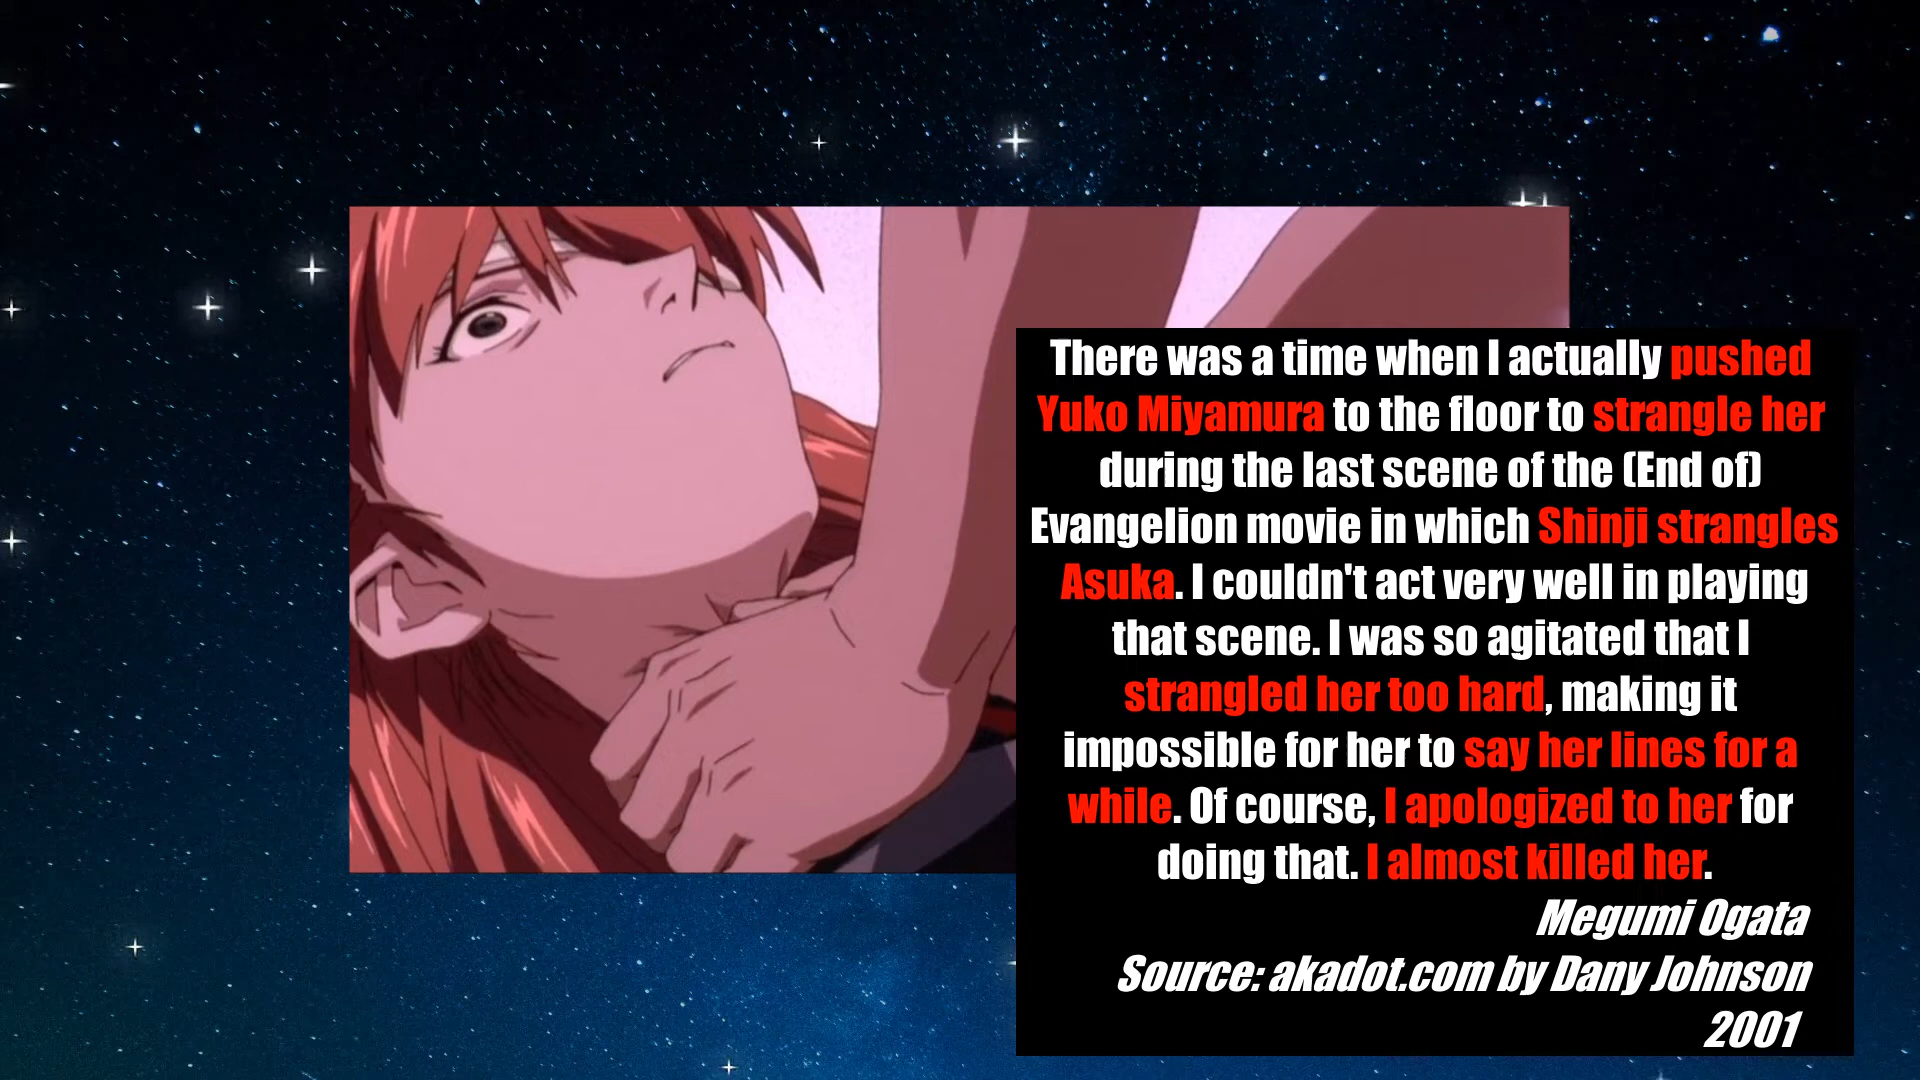 There was a time when I actually pushed
Yuko Miyamura to the floor to strangle her
during the last scene of the (End of)
Evangelion movie in which Shinji strangles
Asuka. I couldn't act very well in playing
that scene. I was so agitated that I
strangled her too hard, making it
impossible for her to say her lines for a
while. Of course, I apologized to her for
doing that. I almost killed her.
Megumi Ogata
Source: akadot.com by Dany Johnson
2001